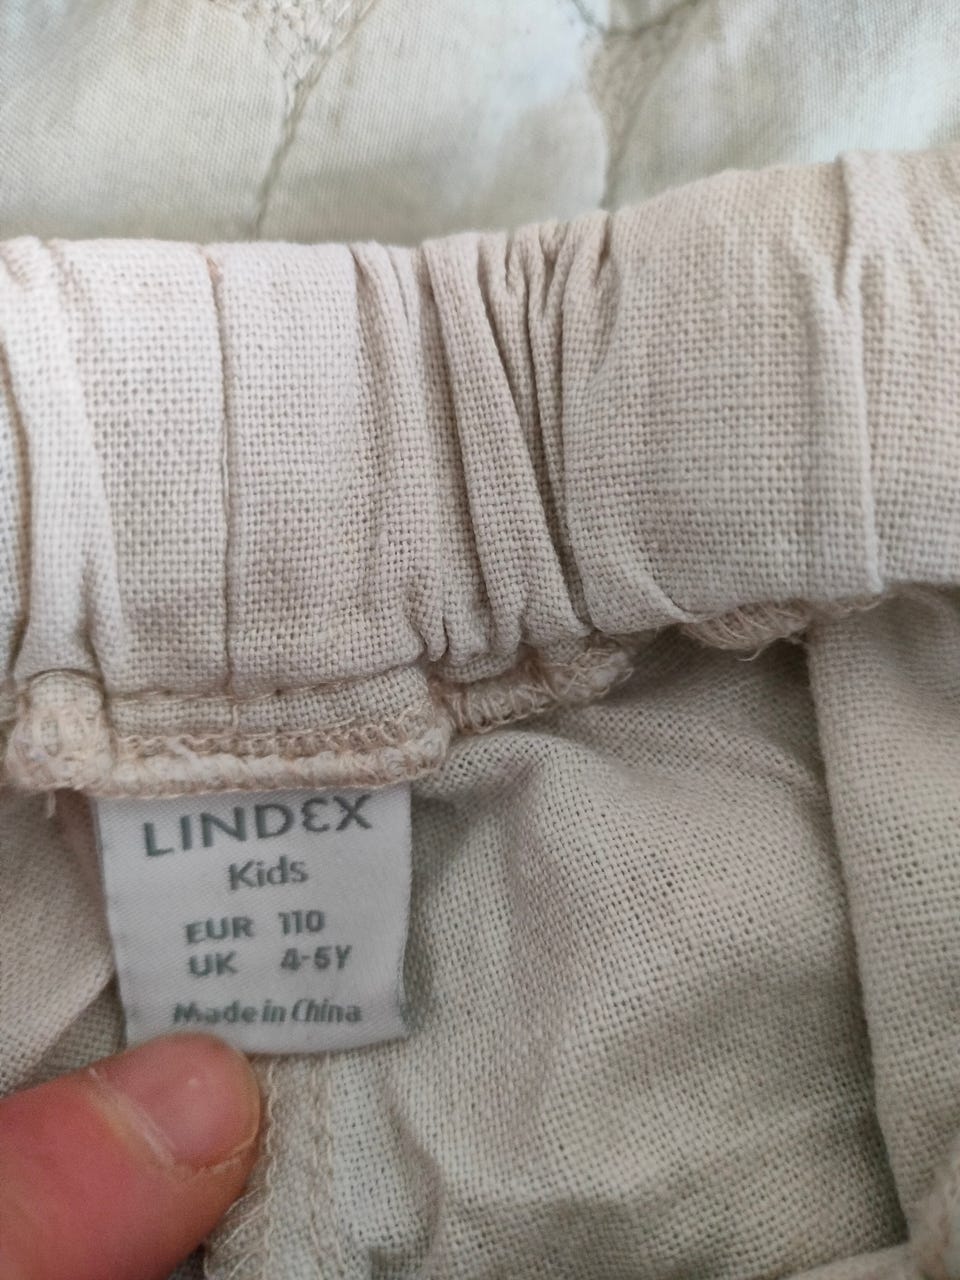 LINDEX
Kids
EUR 110
UK 4-5Y
Made in China